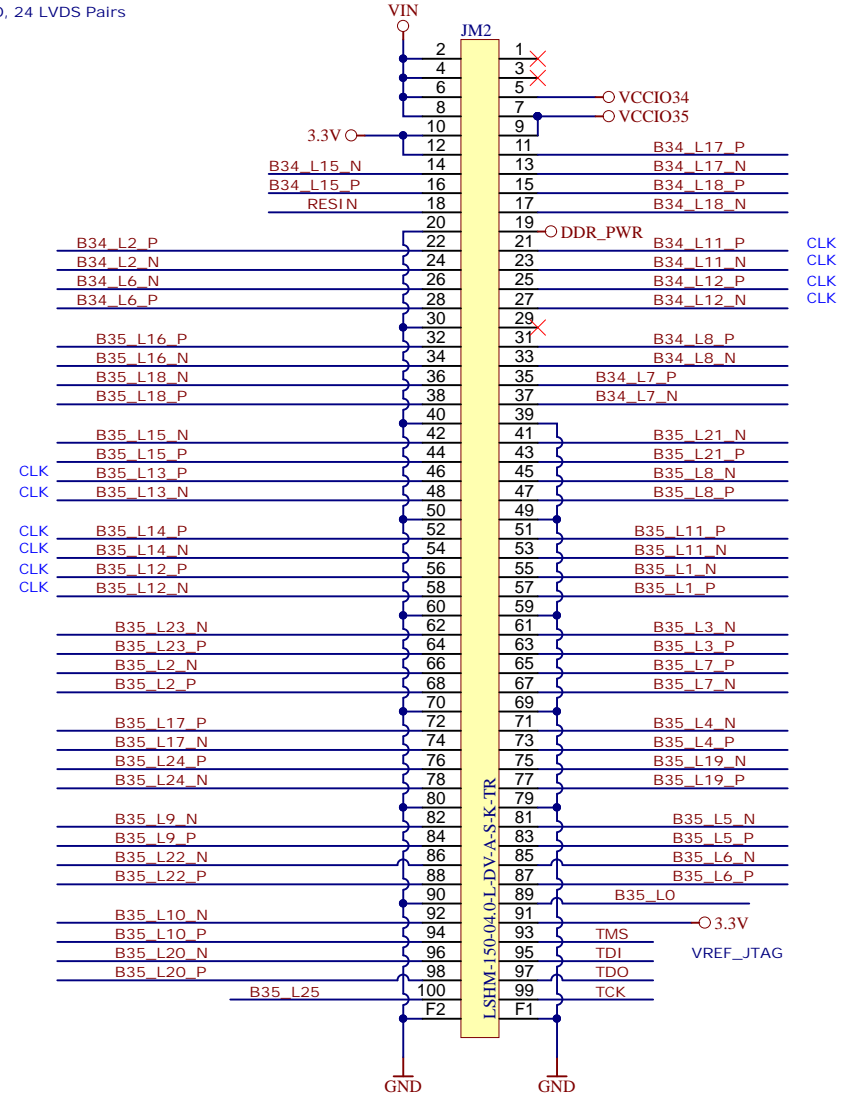 O, 24 LVDS Pairs
VIN
JM2
2 1
4 3
6 5 VCCIO34
8 7 VCCIO35
3.3V 10 9
12 11 B34_L17_P
B34_L15_N 14 13 B34_L17_N
B34_L15_P 16 15 B34_L18_P
RESIN 18 17 B34_L18_N
20 19 DDR_PWR
B34_L2_P 22 21 B34_L11_P CLK
B34_L2_N 24 23 B34_L11_N CLK
B34_L6_N 26 25 B34_L12_P CLK
B34_L6_P 28 27 B34_L12_N CLK
30 29
B35_L16_P 32 31 B34_L8_P
B35_L16_N 34 33 B34_L8_N
B35_L18_N 36 35 B34_L7_P
B35_L18_P 38 37 B34_L7_N
40 39
B35_L15_N 42 41 B35_L21_N
B35_L15_P 44 43 B35_L21_P
CLK B35_L13_P 46 45 B35_L8_N
CLK B35_L13_N 48 47 B35_L8_P
50 49
CLK B35_L14_P 52 51 B35_L11_P
CLK B35_L14_N 54 53 B35_L11_N
CLK B35_L12_P 56 55 B35_L1_N
CLK B35_L12_N 58 57 B35_L1_P
60 59
B35_L23_N 62 61 B35_L3_N
B35_L23_P 64 63 B35_L3_P
B35_L2_N 66 65 B35_L7_P
B35_L2_P 68 67 B35_L7_N
70 69
B35_L17_P 72 71 B35_L4_N
B35_L17_N 74 73 B35_L4_P
B35_L24_P 76 75 B35_L19_N
B35_L24_N 78 77 B35_L19_P
80 79
B35_L9_N 82 81 B35_L5_N
B35_L9_P 84 83 B35_L5_P
B35_L22_N 86 85 B35_L6_N
B35_L22_P 88 87 B35_L6_P
90 89 B35_L0
B35_L10_N 92 91 3.3V
B35_L10_P 94 93 TMS
B35_L20_N 96 95 TDI VREF_JTAG
B35_L20_P 98 97 TDO
B35_L25 100 99 TCK
F2 F1
LSHM-150-04.0-L-DV-A-S-K-TR
GND GND